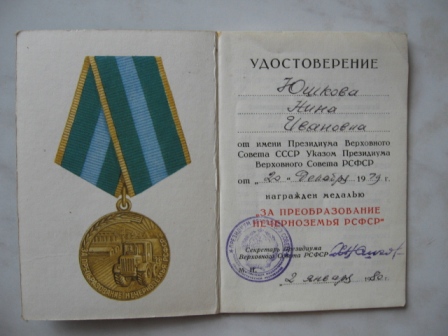 УДОСТОВЕРЕНИЕ
Юшкова
Нина
Ивановна
от имени Президиума Верховного
Совета СССР Указом Президиума
Верховного Совета РСФСР
от „20“ декабря 1979 г.
награжден медалью
"ЗА ПРЕОБРАЗОВАНИЕ
НЕЧЕРНОЗЕМЬЯ РСФСР"
Секретарь Президиума
Верховного Совета РСФСР
2 января 80г.